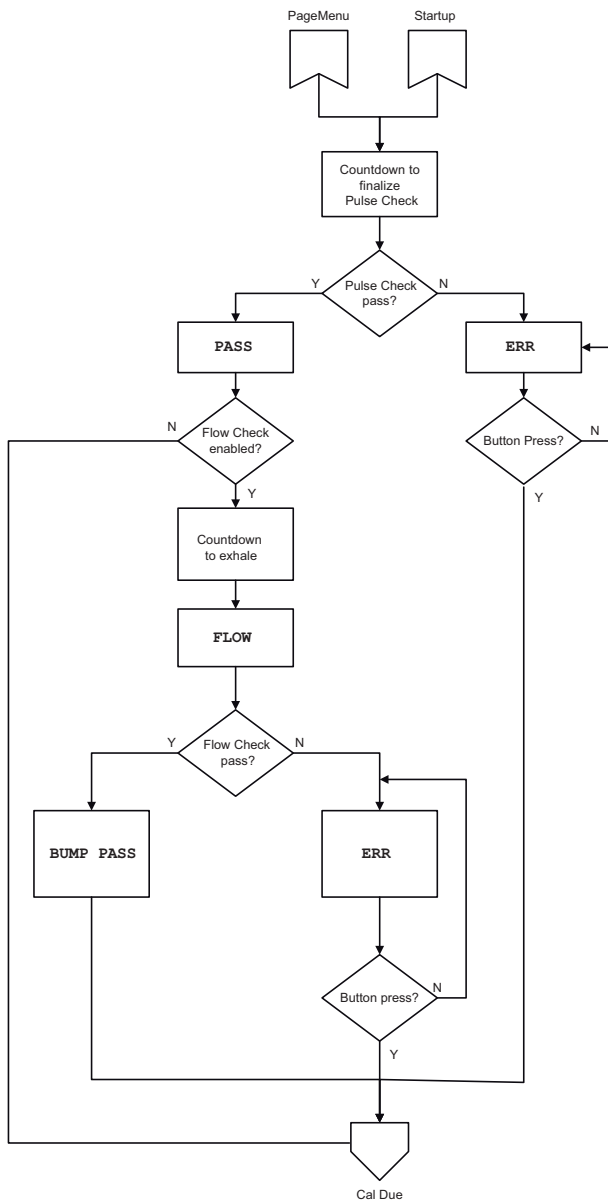 PageMenu
Startup
Countdown to
finalize
Pulse Check
Y
Pulse Check
pass?
N
PASS
ERR
N
Flow Check
enabled?
Y
Button Press?
N
Y
Countdown
to exhale
FLOW
Y
Flow Check
pass?
N
BUMP PASS
ERR
Button press?
N
Y
Cal Due